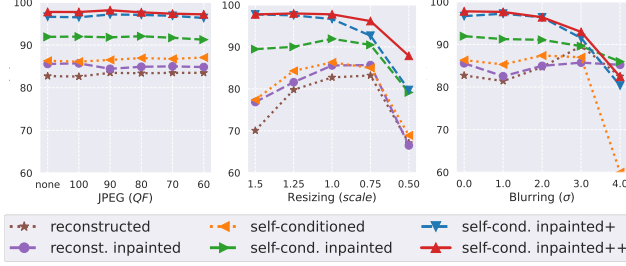 100
90
80
70
60
none 100 90 80 70 60
JPEG (QF)
100
90
80
70
60
1.5 1.25 1.0 0.75 0.50
Resizing (scale)
100
90
80
70
60
0.0 1.0 2.0 3.0 4.0
Blurring (σ)
reconstructed self-conditioned self-cond. inpainted+
reconst. inpainted self-cond. inpainted self-cond. inpainted++